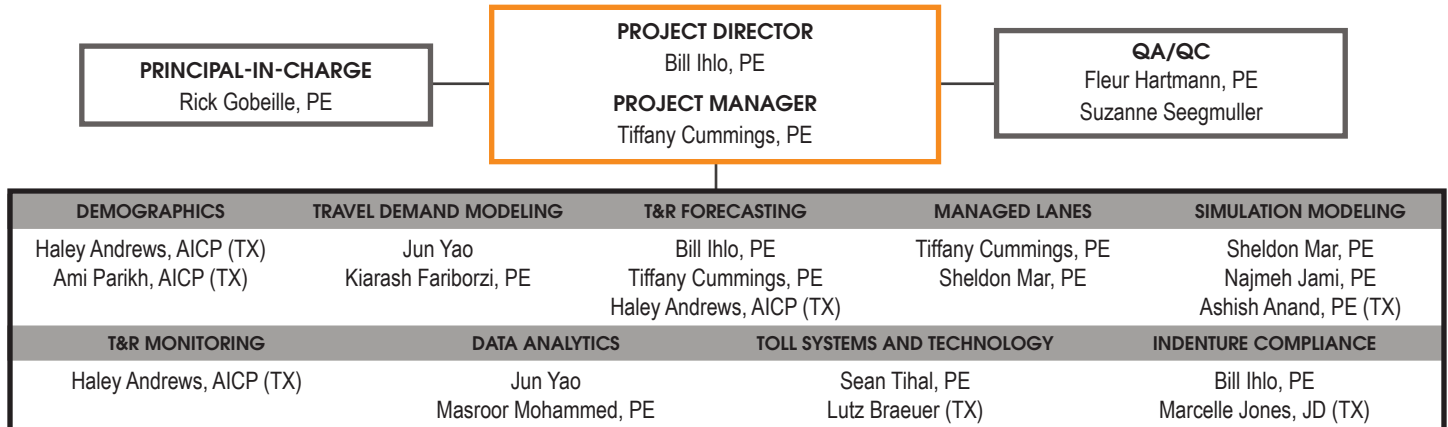 PRINCIPAL-IN-CHARGE
Rick Gobeille, PE
PROJECT DIRECTOR
Bill Ihlo, PE
PROJECT MANAGER
Tiffany Cummings, PE
QA/QC
Fleur Hartmann, PE
Suzanne Seegmuller
DEMOGRAPHICS
Haley Andrews, AICP (TX)
Ami Parikh, AICP (TX)
TRAVEL DEMAND MODELING
Jun Yao
Kiarash Fariborzi, PE
T&R FORECASTING
Bill Ihlo, PE
Tiffany Cummings, PE
Haley Andrews, AICP (TX)
MANAGED LANES
Tiffany Cummings, PE
Sheldon Mar, PE
SIMULATION MODELING
Sheldon Mar, PE
Najmeh Jami, PE
Ashish Anand, PE (TX)
T&R MONITORING
Haley Andrews, AICP (TX)
DATA ANALYTICS
Jun Yao
Masroor Mohammed, PE
TOLL SYSTEMS AND TECHNOLOGY
Sean Tihal, PE
Lutz Braeuer (TX)
INDENTURE COMPLIANCE
Bill Ihlo, PE
Marcelle Jones, JD (TX)